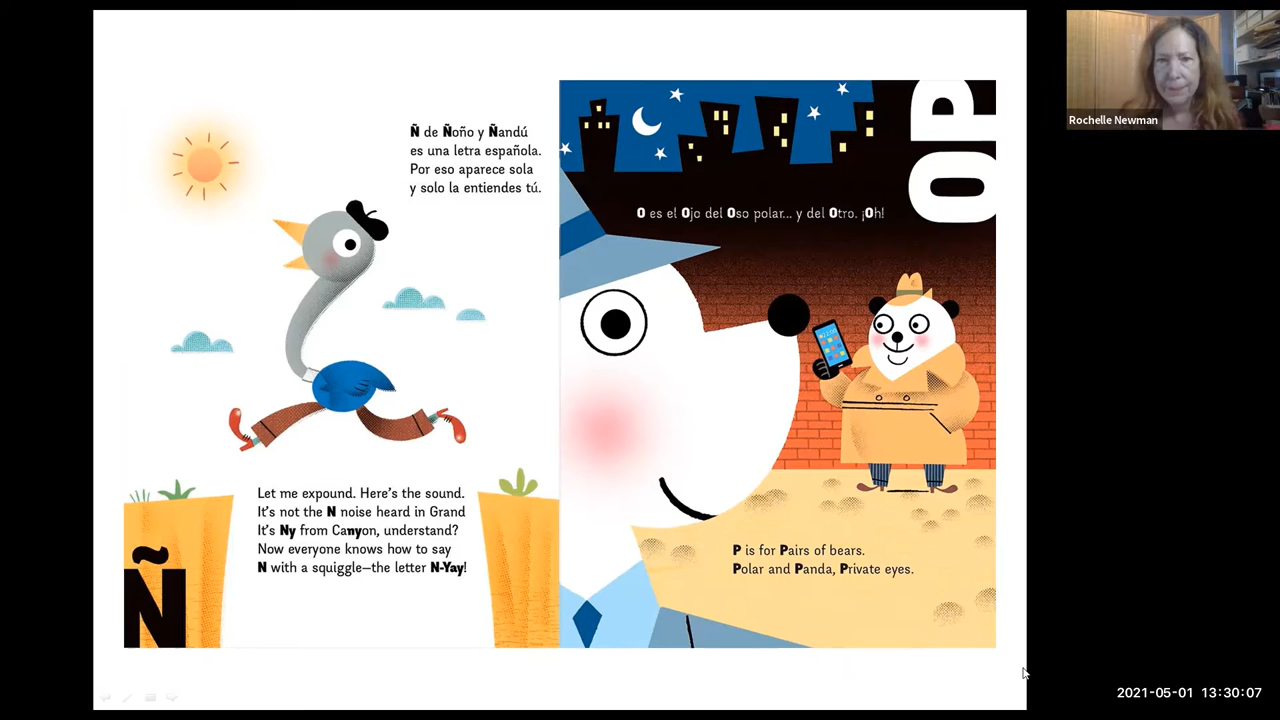 Ñ de Ñoño y Ñandú
es una letra española.
Por eso aparece sola
y solo la entiendes tú.
Let me expound. Here's the sound.
It's not the N noise heard in Grand
It's Ny from Canyon, understand?
Now everyone knows how to say
N with a squiggle—the letter N-Yay!
Ñ
OP
O es el Ojo del Oso polar... y del Otro. ¡Oh!
P is for Pairs of bears.
Polar and Panda, Private eyes.
Rochelle Newman
2021-05-01 13:30:07